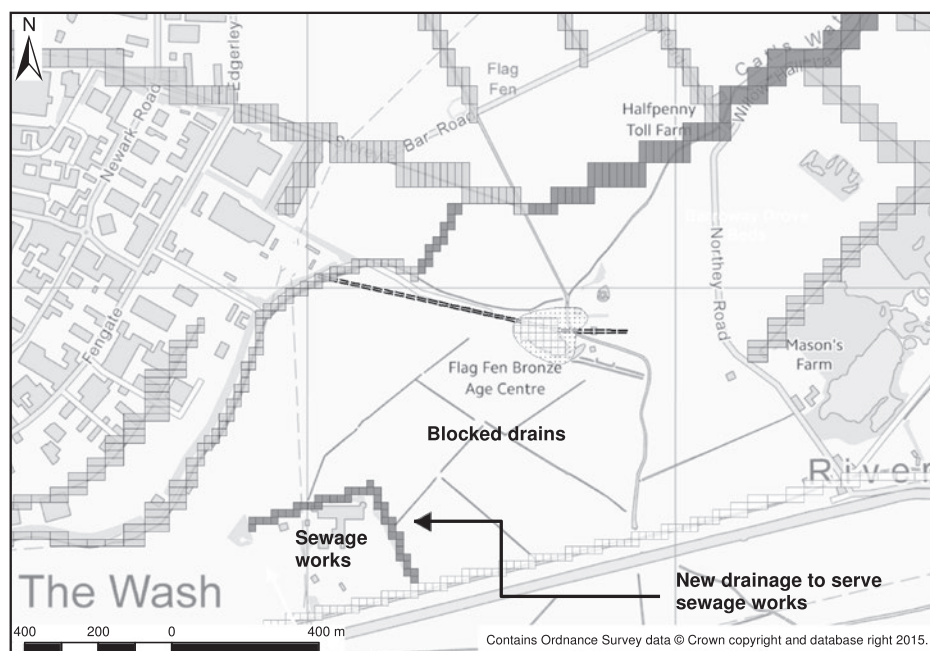 N
Edgerley
Flag
Fen
Bar Road
Halfpenny
Toll Farm
Newark Road
Northey Road
Fengate
Mason's
Farm
Flag Fen Bronze
Age Centre
Blocked drains
River
Sewage
works
The Wash
New drainage to serve
sewage works
400 200 0 400 m
Contains Ordnance Survey data © Crown copyright and database right 2015.